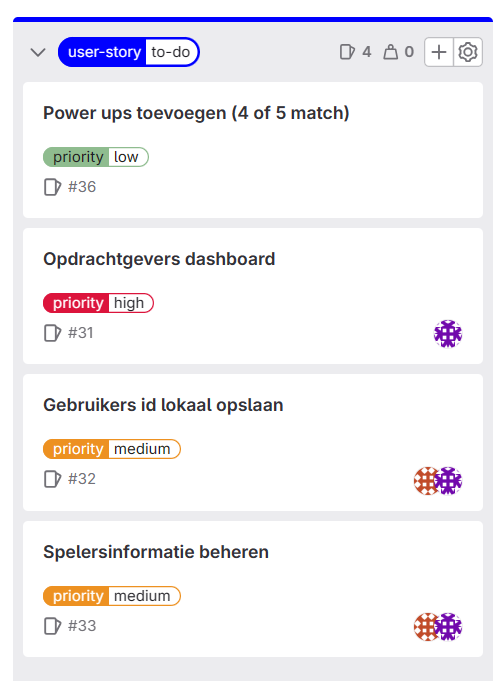 user-story to-do 4 0
Power ups toevoegen (4 of 5 match)
priority low
#36
Opdrachtgevers dashboard
priority high
#31
Gebruikers id lokaal opslaan
priority medium
#32
Spelersinformatie beheren
priority medium
#33